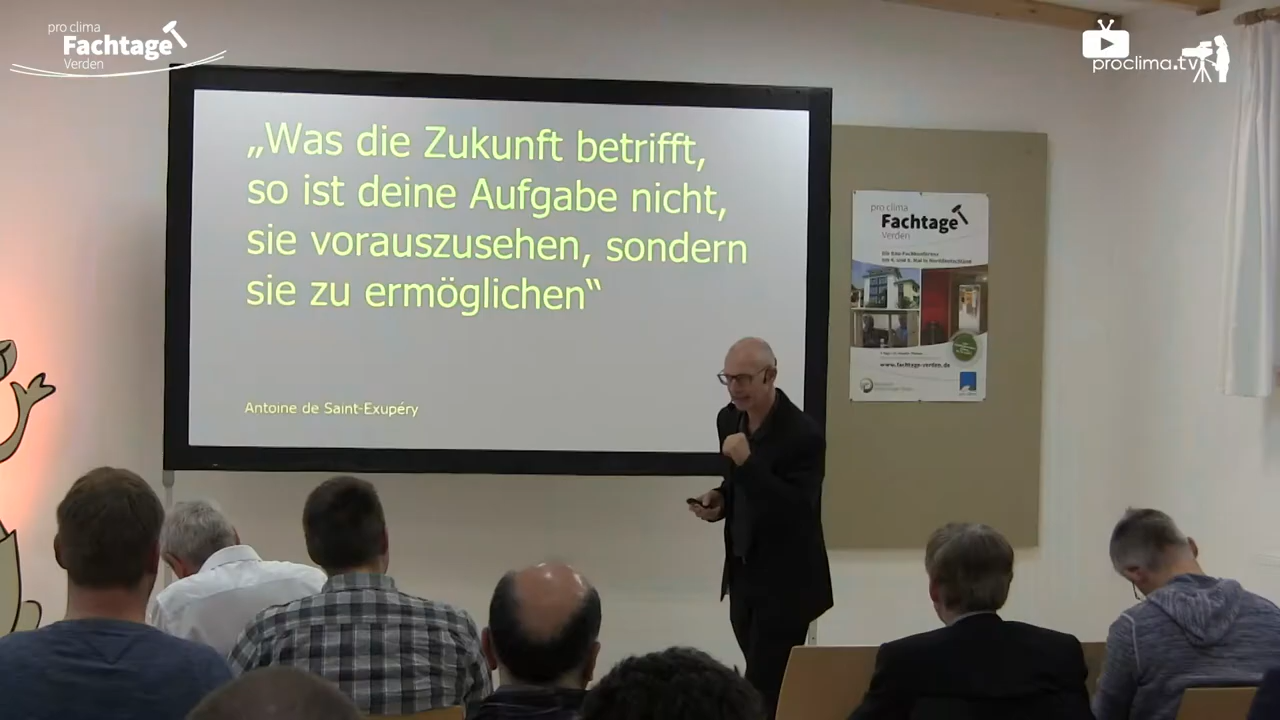 pro clima
Fachtage
Verden
proclima.tv
„Was die Zukunft betrifft,
so ist deine Aufgabe nicht,
sie vorauszusehen, sondern
sie zu ermöglichen“
Antoine de Saint-Exupéry
pro clima
Fachtage
Verden
www.fachtage-verden.de